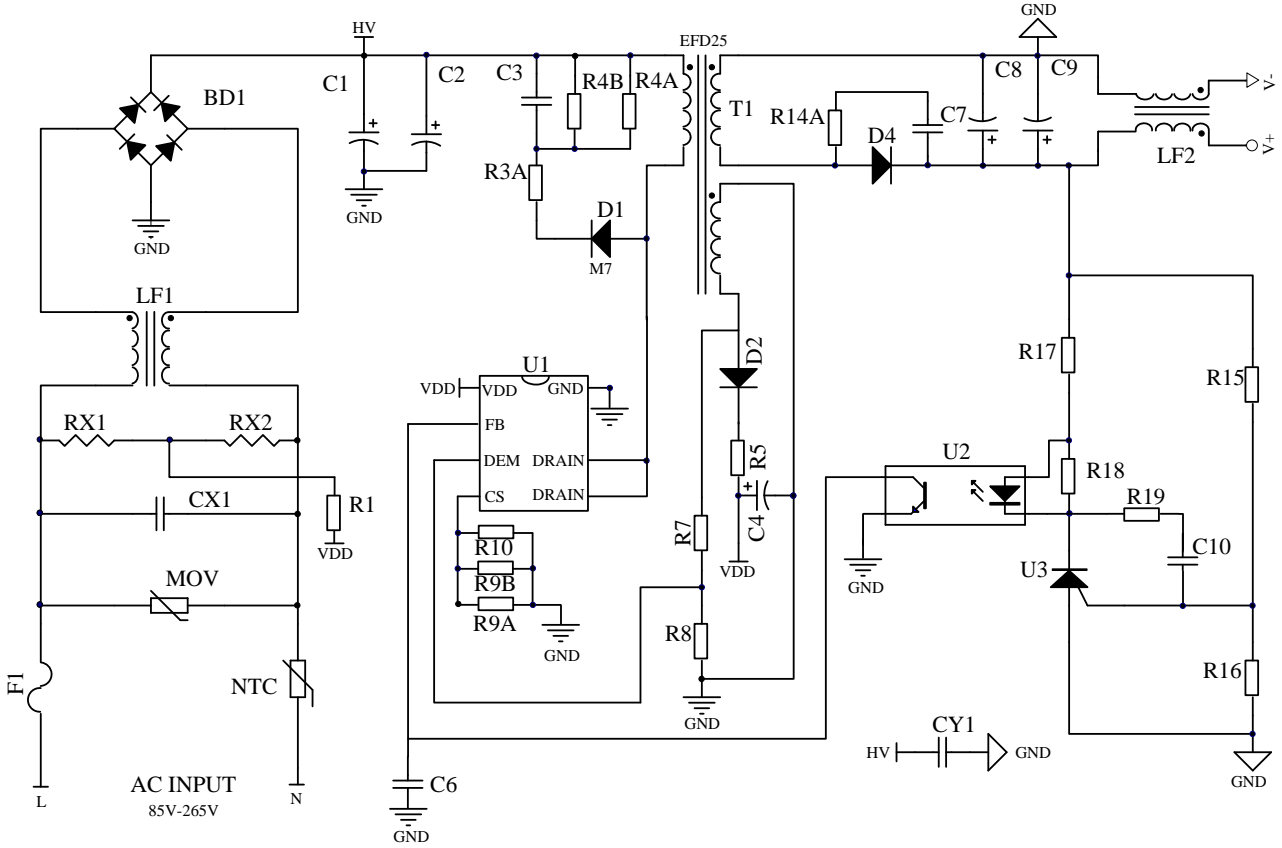 HV
GND
EFD25
BD1
C1
C2
C3
R4B
R4A
T1
R14A
C7
C8
C9
V-
D4
LF2
V+
R3A
GND
GND
D1
M7
LF1
U1
D2
R17
R15
VDD
VDD
GND
FB
RX1
RX2
DEM
DRAIN
R5
U2
R18
CS
DRAIN
CX1
R1
R19
VDD
R10
R7
C4
C10
VDD
MOV
R9B
GND
U3
R9A
R8
GND
F1
NTC
R16
GND
CY1
HV
GND
AC INPUT
85V-265V
L
N
C6
GND
GND